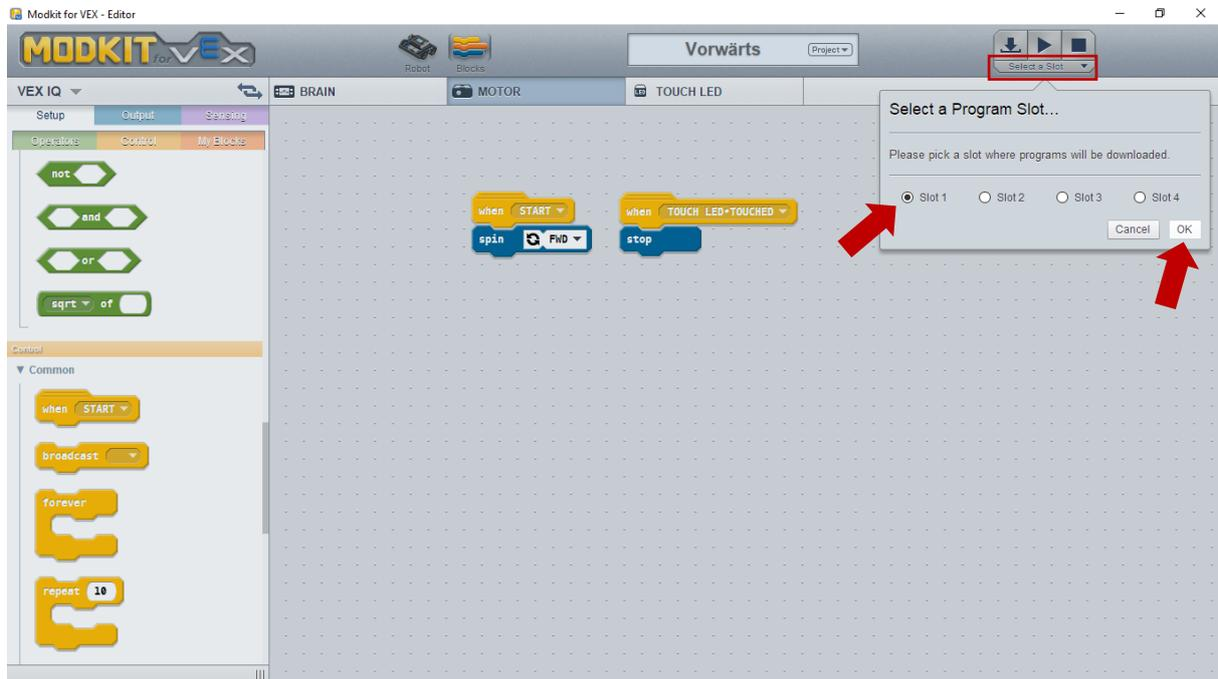 Modkit for VEX - Editor
MODKIT for VEX
Robot
Blocks
Vorwärts
Project
Select a Slot
VEX IQ
BRAIN
MOTOR
TOUCH LED
Setup
Output
Sensing
Operators
Control
My Blocks
not
and
or
sqrt of
Control
Common
when START
broadcast
forever
repeat 10
when START
spin FWD
when TOUCH LED•TOUCHED
stop
Select a Program Slot...
Please pick a slot where programs will be downloaded.
Slot 1 Slot 2 Slot 3 Slot 4
Cancel OK